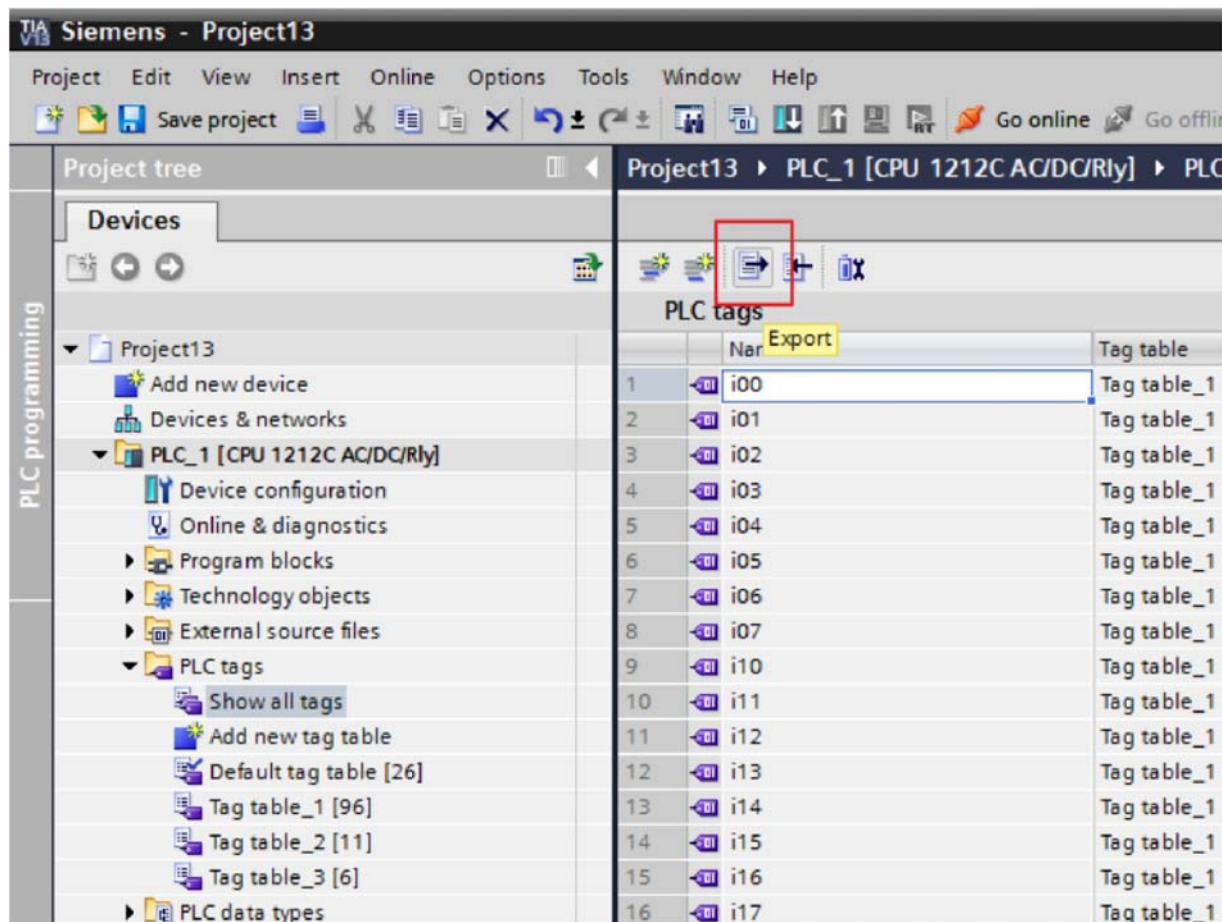 TIA V13 Siemens - Project13
Project Edit View Insert Online Options Tools Window Help
Save project Go online
Project tree
Project13 PLC_1 [CPU 1212C AC/DC/Rly]
Devices
PLC programming
PLC tags
Export
Tag table
Project13
Add new device
Devices & networks
PLC_1 [CPU 1212C AC/DC/Rly]
Device configuration
Online & diagnostics
Program blocks
Technology objects
External source files
PLC tags
Show all tags
Add new tag table
Default tag table [26]
Tag table_1 [96]
Tag table_2 [11]
Tag table_3 [6]
PLC data types
1 i00 Tag table_1
2 i01 Tag table_1
3 i02 Tag table_1
4 i03 Tag table_1
5 i04 Tag table_1
6 i05 Tag table_1
7 i06 Tag table_1
8 i07 Tag table_1
9 i10 Tag table_1
10 i11 Tag table_1
11 i12 Tag table_1
12 i13 Tag table_1
13 i14 Tag table_1
14 i15 Tag table_1
15 i16 Tag table_1
16 i17 Tag table_1